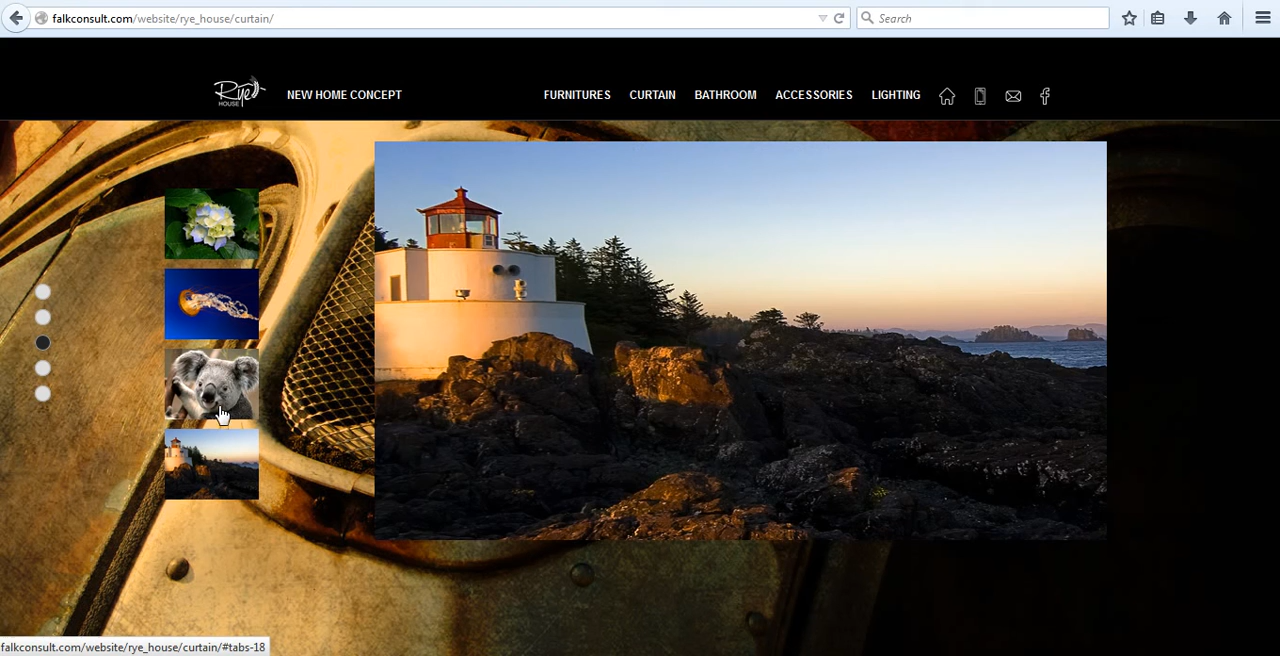 falkconsult.com/website/rye_house/curtain/
Search
Rye
HOUSE
NEW HOME CONCEPT
FURNITURES CURTAIN BATHROOM ACCESSORIES LIGHTING
falkconsult.com/website/rye_house/curtain/#tabs-18